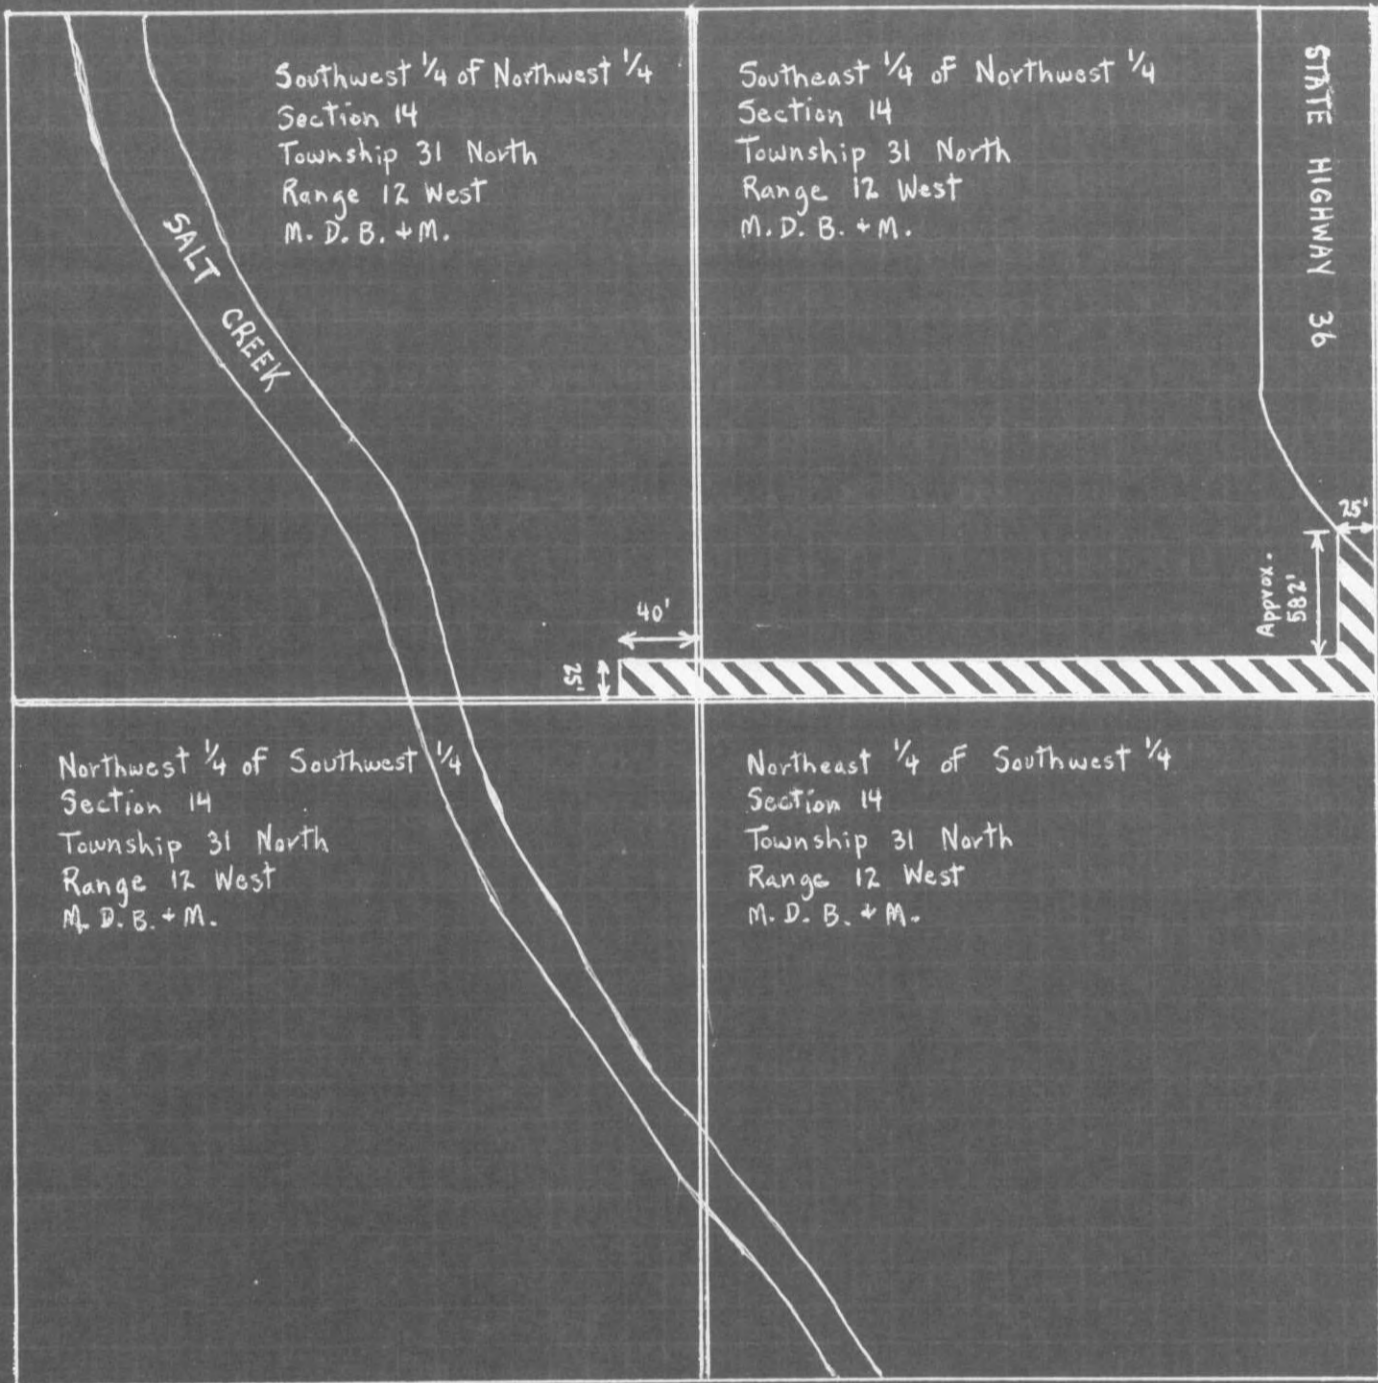 Southwest 1/4 of Northwest 1/4
Section 14
Township 31 North
Range 12 West
M. D. B. + M.
Southeast 1/4 of Northwest 1/4
Section 14
Township 31 North
Range 12 West
M. D. B. + M.
STATE HIGHWAY 36
SALT CREEK
25'
Approx.
582'
40'
25'
Northwest 1/4 of Southwest 1/4
Section 14
Township 31 North
Range 12 West
M. D. B. + M.
Northeast 1/4 of Southwest 1/4
Section 14
Township 31 North
Range 12 West
M. D. B. + M.